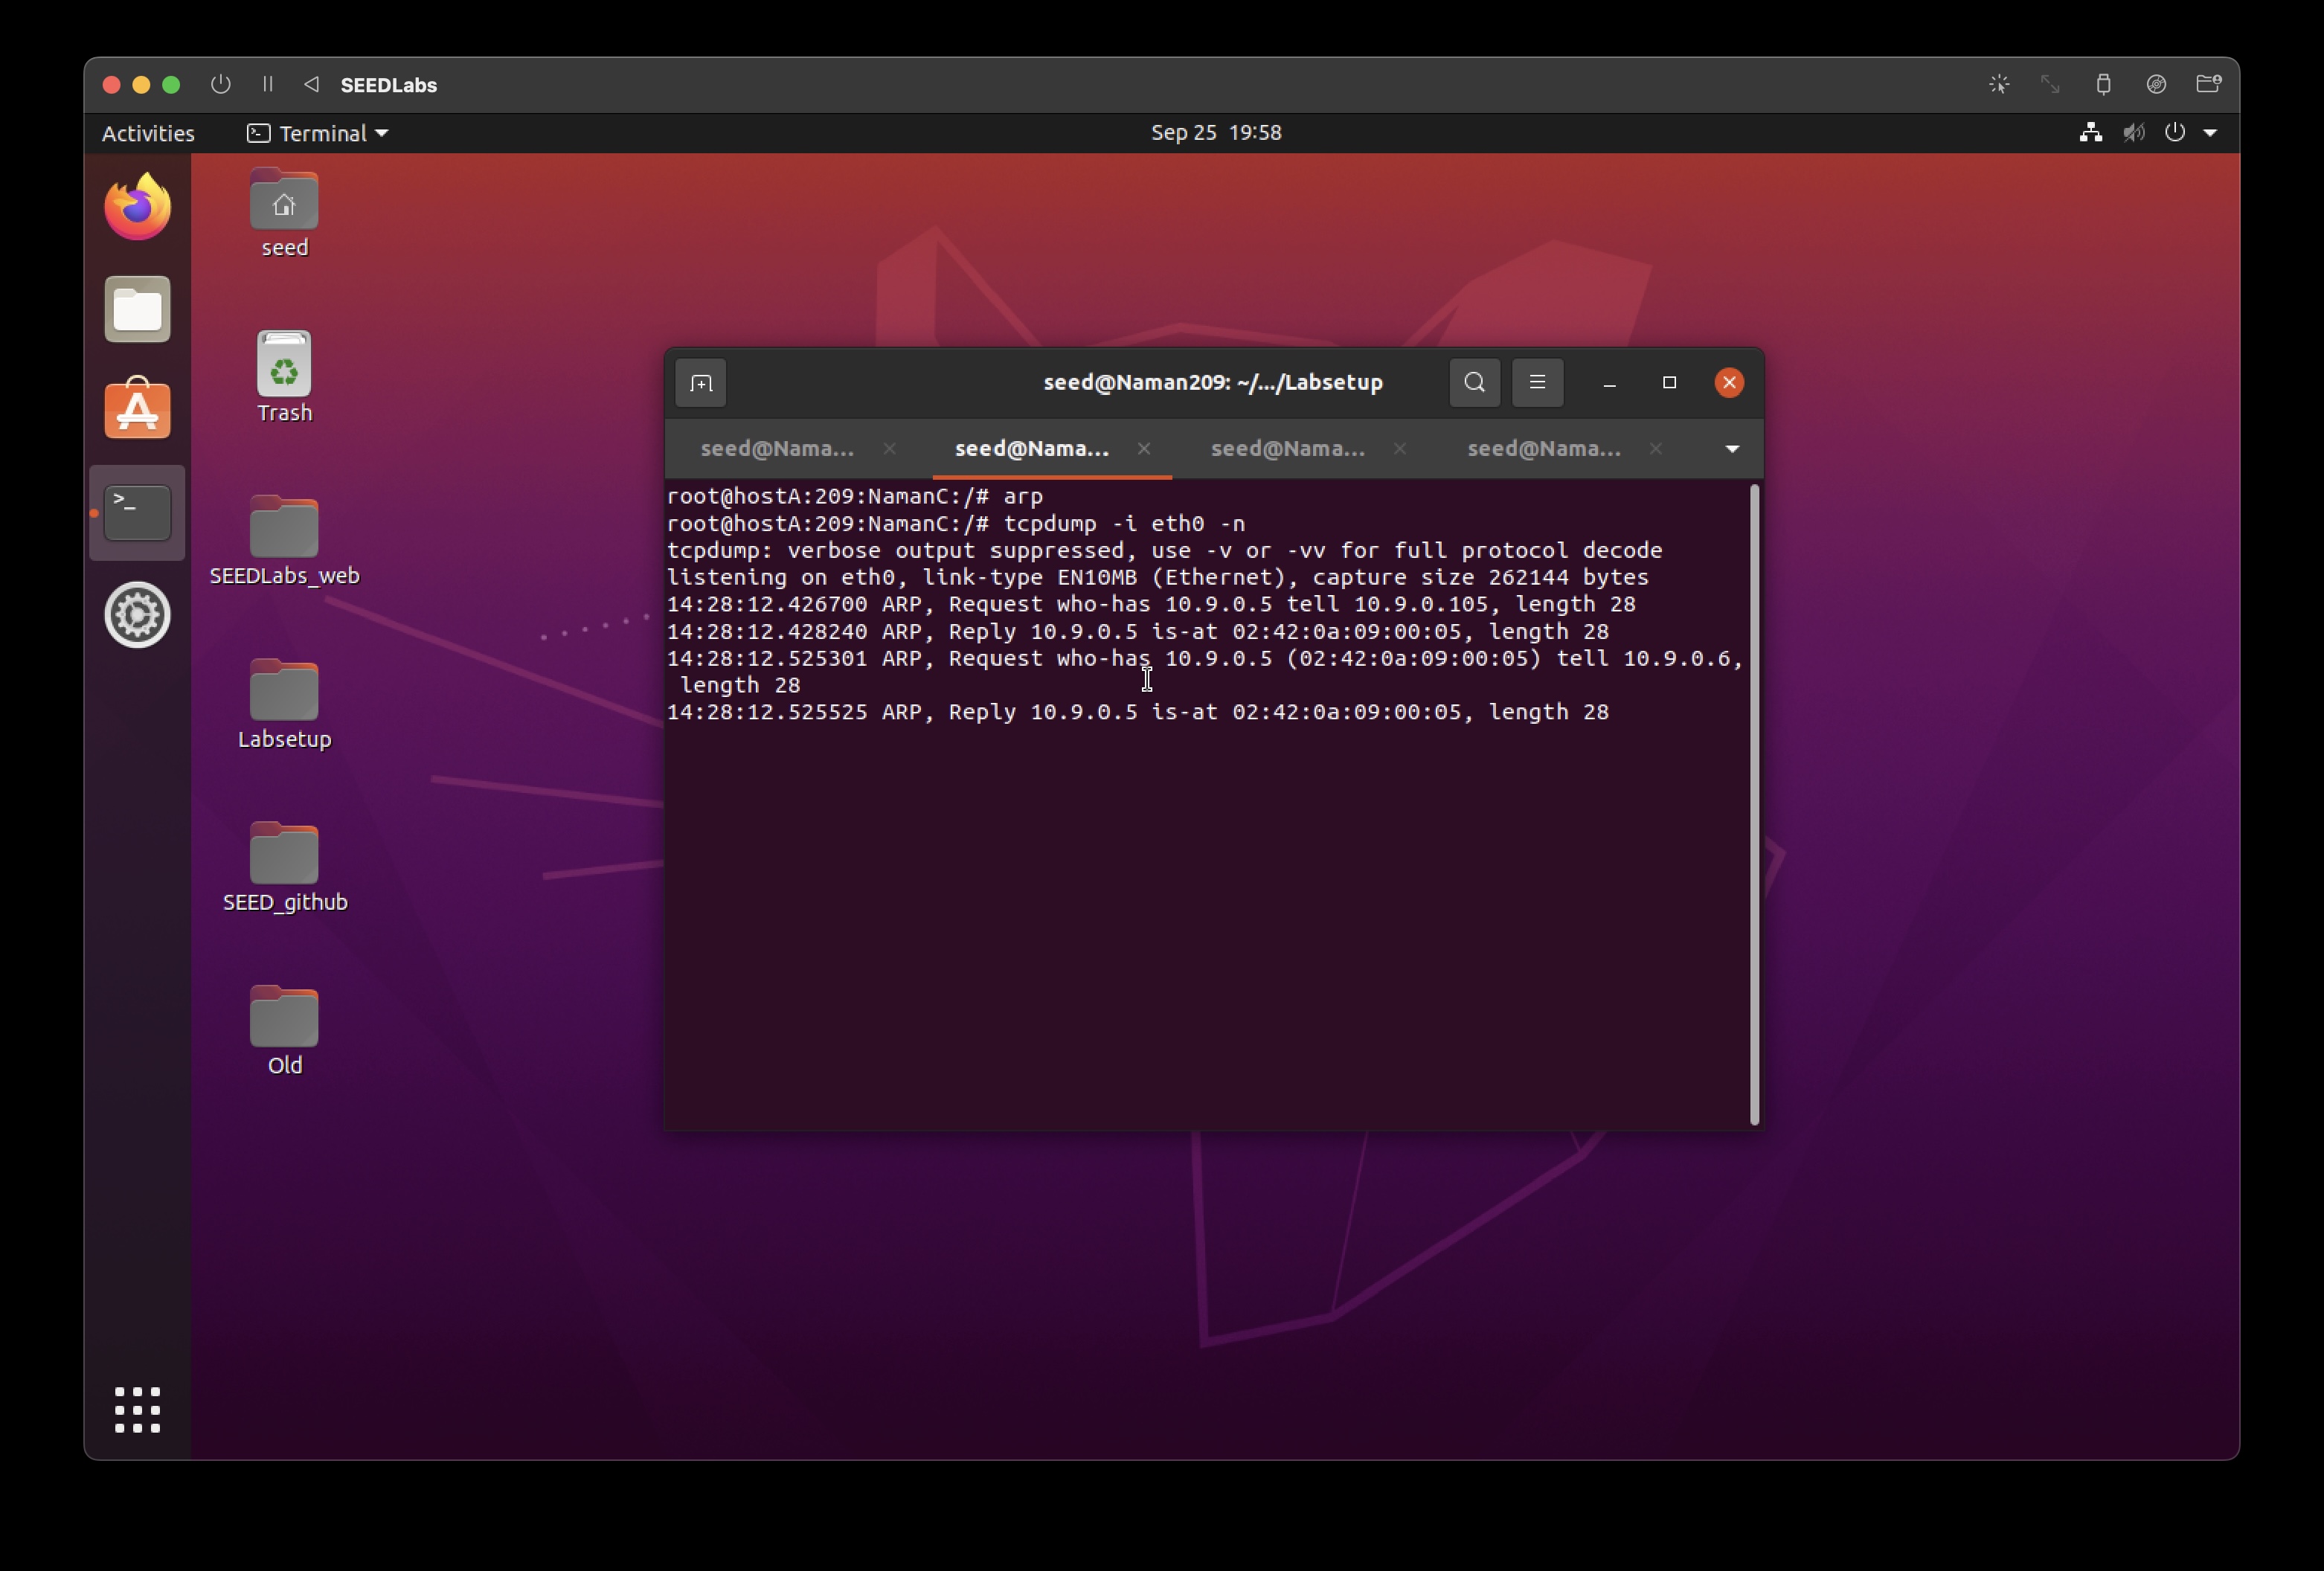 SEEDLabs
Activities
Terminal
Sep 25 19:58
seed
Trash
SEEDLabs_web
Labsetup
SEED_github
Old
seed@Naman209: ~/.../Labsetup
seed@Nama... seed@Nama... seed@Nama... seed@Nama...
root@hostA:209:NamanC:/# arp
root@hostA:209:NamanC:/# tcpdump -i eth0 -n
tcpdump: verbose output suppressed, use -v or -vv for full protocol decode
listening on eth0, link-type EN10MB (Ethernet), capture size 262144 bytes
14:28:12.426700 ARP, Request who-has 10.9.0.5 tell 10.9.0.105, length 28
14:28:12.428240 ARP, Reply 10.9.0.5 is-at 02:42:0a:09:00:05, length 28
14:28:12.525301 ARP, Request who-has 10.9.0.5 (02:42:0a:09:00:05) tell 10.9.0.6,
length 28
14:28:12.525525 ARP, Reply 10.9.0.5 is-at 02:42:0a:09:00:05, length 28